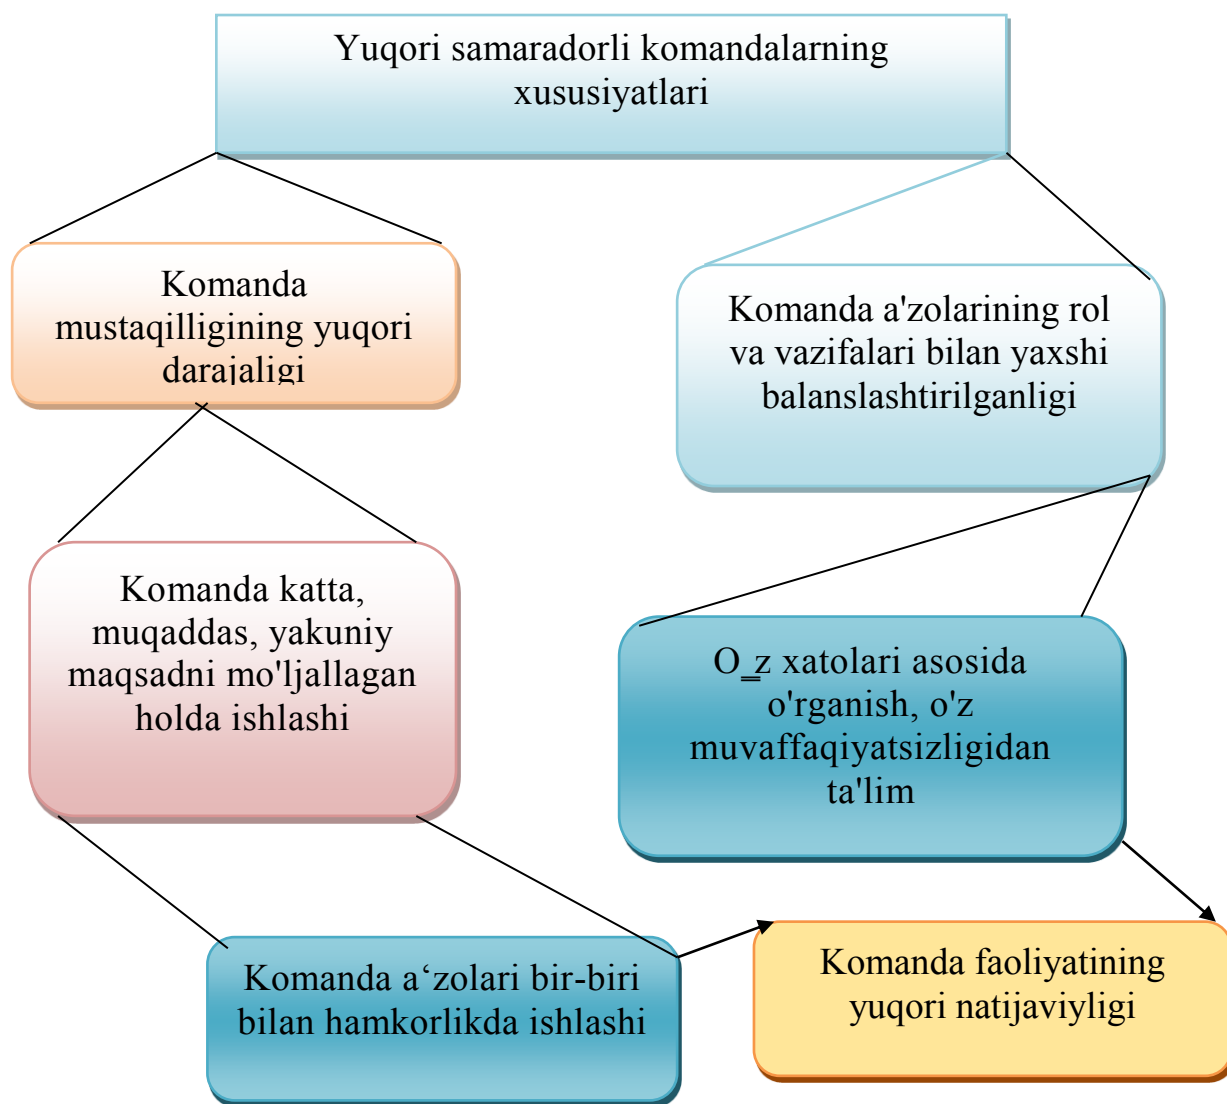 Yuqori samaradorli komandalarning
xususiyatlari
Komanda
mustaqilligining yuqori
darajaligi
Komanda a'zolarining rol
va vazifalari bilan yaxshi
balanslashtirilganligi
Komanda katta,
muqaddas, yakuniy
maqsadni mo'ljallagan
holda ishlashi
O‗z xatolari asosida
o'rganish, o'z
muvaffaqiyatsizligidan
ta'lim
Komanda a‘zolari bir-biri
bilan hamkorlikda ishlashi
Komanda faoliyatining
yuqori natijaviyligi